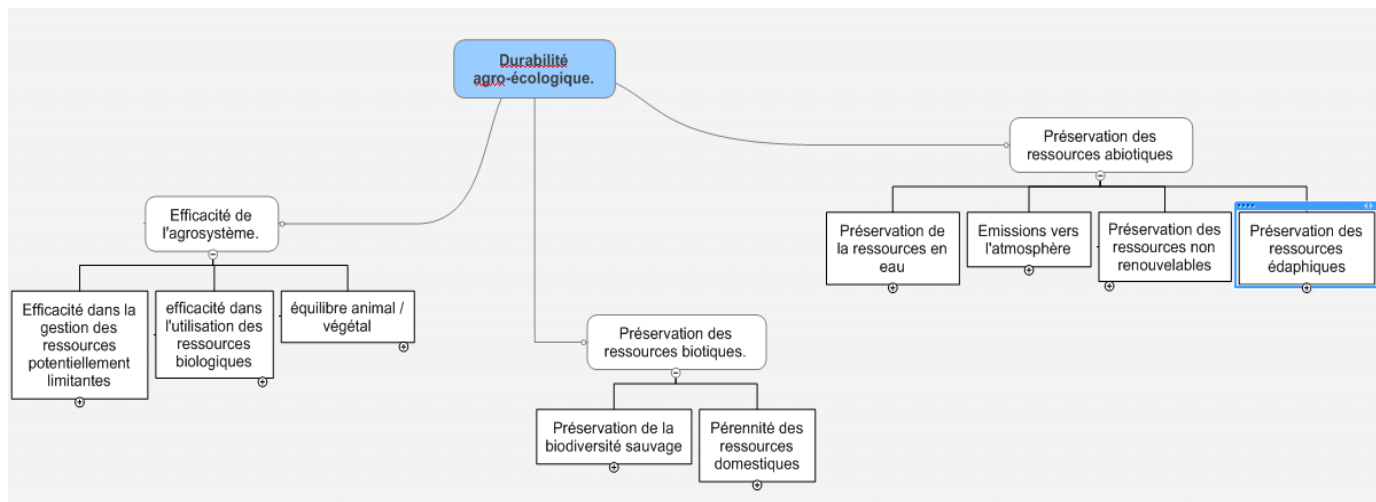 Durabilité
agro-écologique.
Préservation des
ressources abiotiques
Préservation de
la ressources en
eau
Emissions vers
l'atmosphère
Préservation des
ressources non
renouvelables
Préservation des
ressources
édaphiques
Efficacité de
l'agrosystème.
Efficacité dans la
gestion des
ressources
potentiellement
limitantes
efficacité dans
l'utilisation des
ressources
biologiques
équilibre animal /
végétal
Préservation des
ressources biotiques.
Préservation de la
biodiversité sauvage
Pérennité des
ressources
domestiques